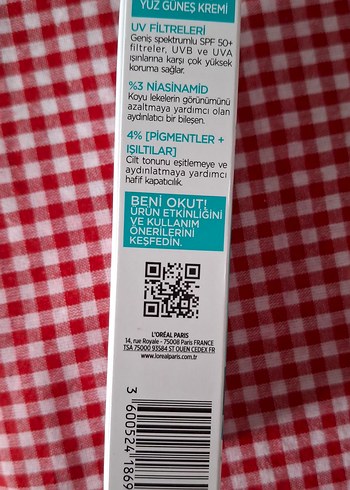 YÜZ GÜNEŞ KREMİ
UV FİLTRELERİ
Geniş spektrumlu SPF 50+
filtreler, UVB ve UVA
ışınlarına karşı çok yüksek
koruma sağlar.
%3 NİASİNAMİD
Koyu lekelerin görünümünü
azaltmaya yardımcı olan
aydınlatıcı bir bileşen.
4% [PİGMENTLER +
IŞILTILAR]
Cilt tonunu eşitlemeye ve
aydınlatmaya yardımcı
hafif kapatıcılık.
BENİ OKUT!
ÜRÜN ETKİNLİĞİNİ
VE KULLANIM
ÖNERİLERİNİ
KEŞFEDİN.
L'ORÉAL PARIS
14, rue Royale - 75008 Paris FRANCE
TSA 75000 93584 ST OUEN CEDEX FR
www.lorealparis.com.tr
3 600524 1869